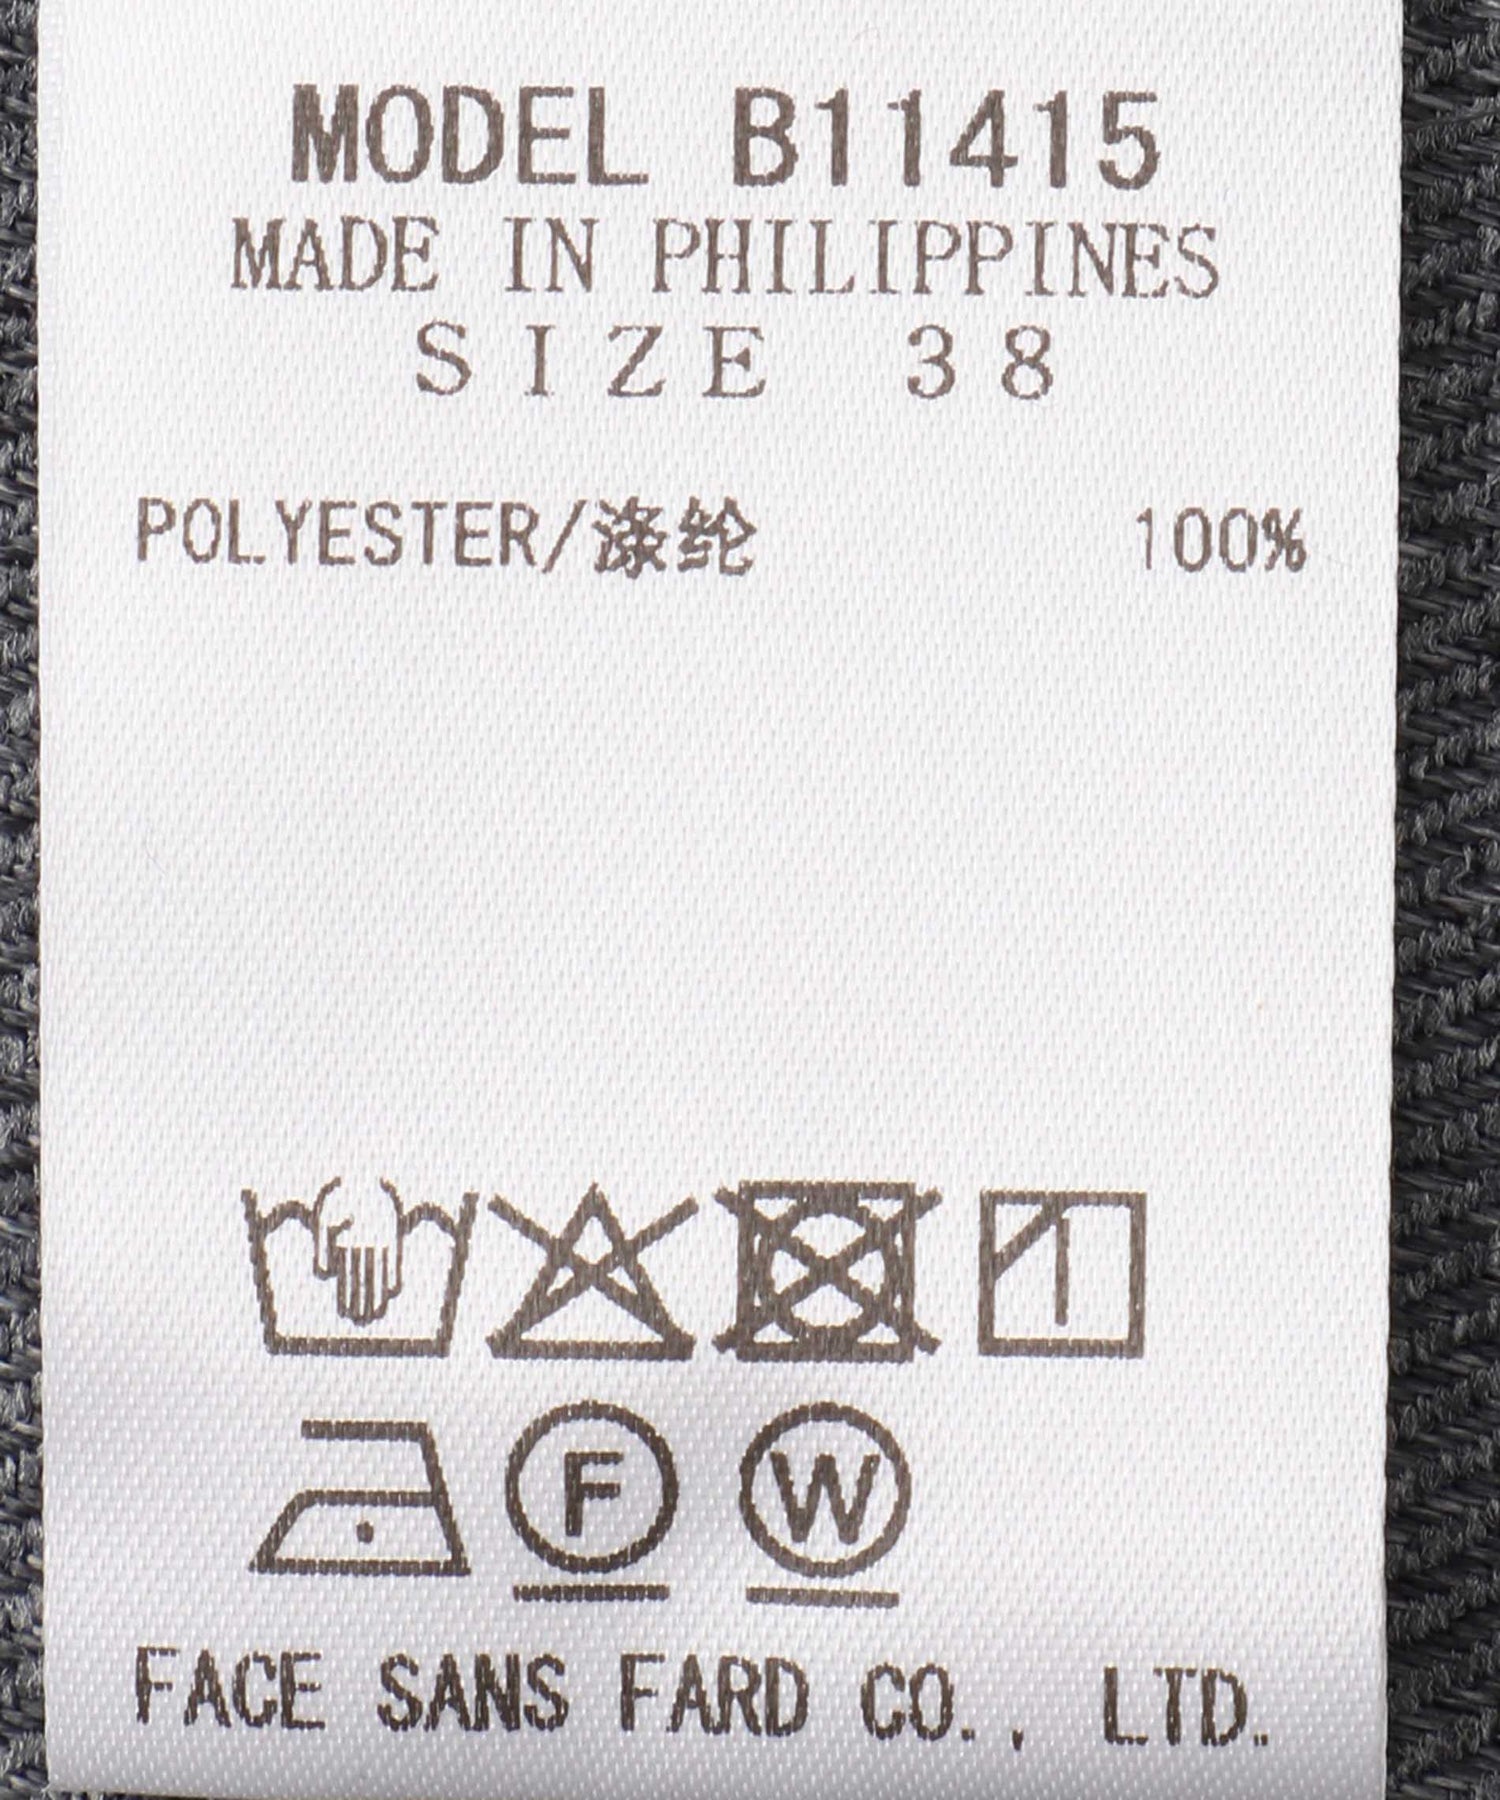 MODEL B11415
MADE IN PHILIPPINES
SIZE 38
POLYESTER/涤纶 100%
F W
FACE SANS FARD CO., LTD.